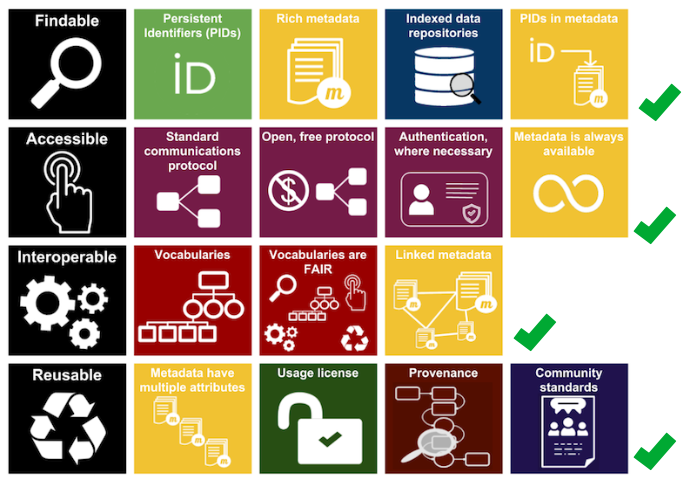 Findable
Persistent
Identifiers (PIDs)
iD
Rich metadata
m
Indexed data
repositories
PIDs in metadata
iD
m
Accessible
Standard
communications
protocol
Open, free protocol
$
Authentication,
where necessary
Metadata is always
available
Interoperable
Vocabularies
Vocabularies are
FAIR
Linked metadata
m
m
m
m
Reusable
Metadata have
multiple attributes
m
m
m
Usage license
Provenance
Community
standards